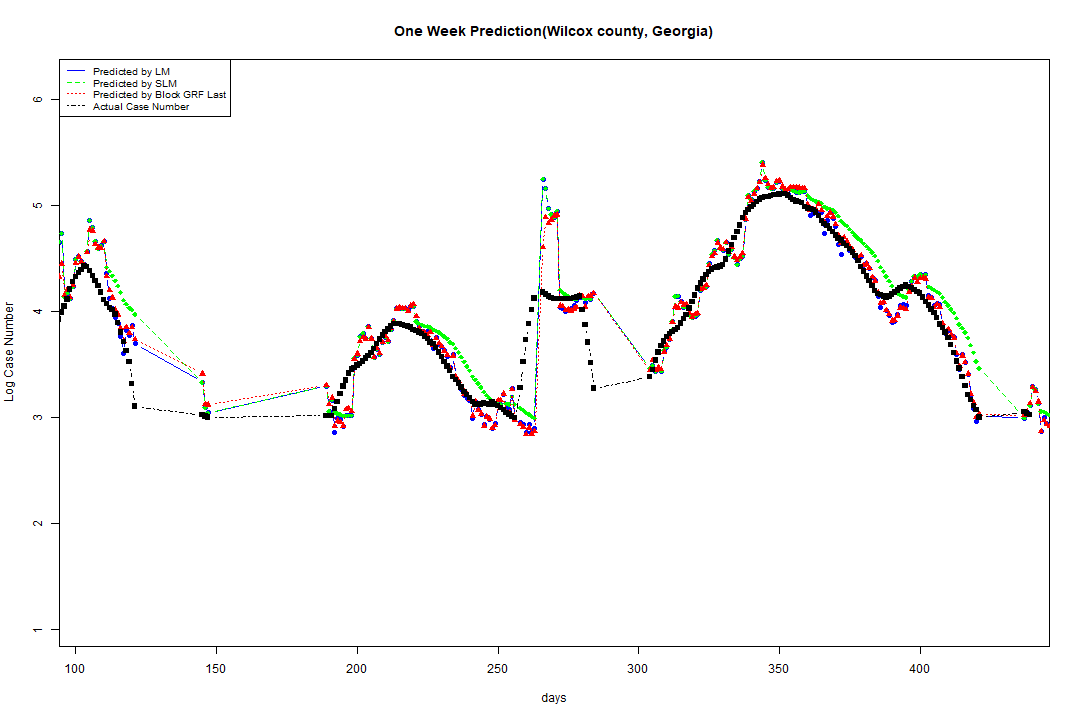 One Week Prediction(Wilcox county, Georgia)
Predicted by LM
Predicted by SLM
Predicted by Block GRF Last
Actual Case Number
6
5
4
3
2
1
Log Case Number
100 150 200 250 300 350 400
days